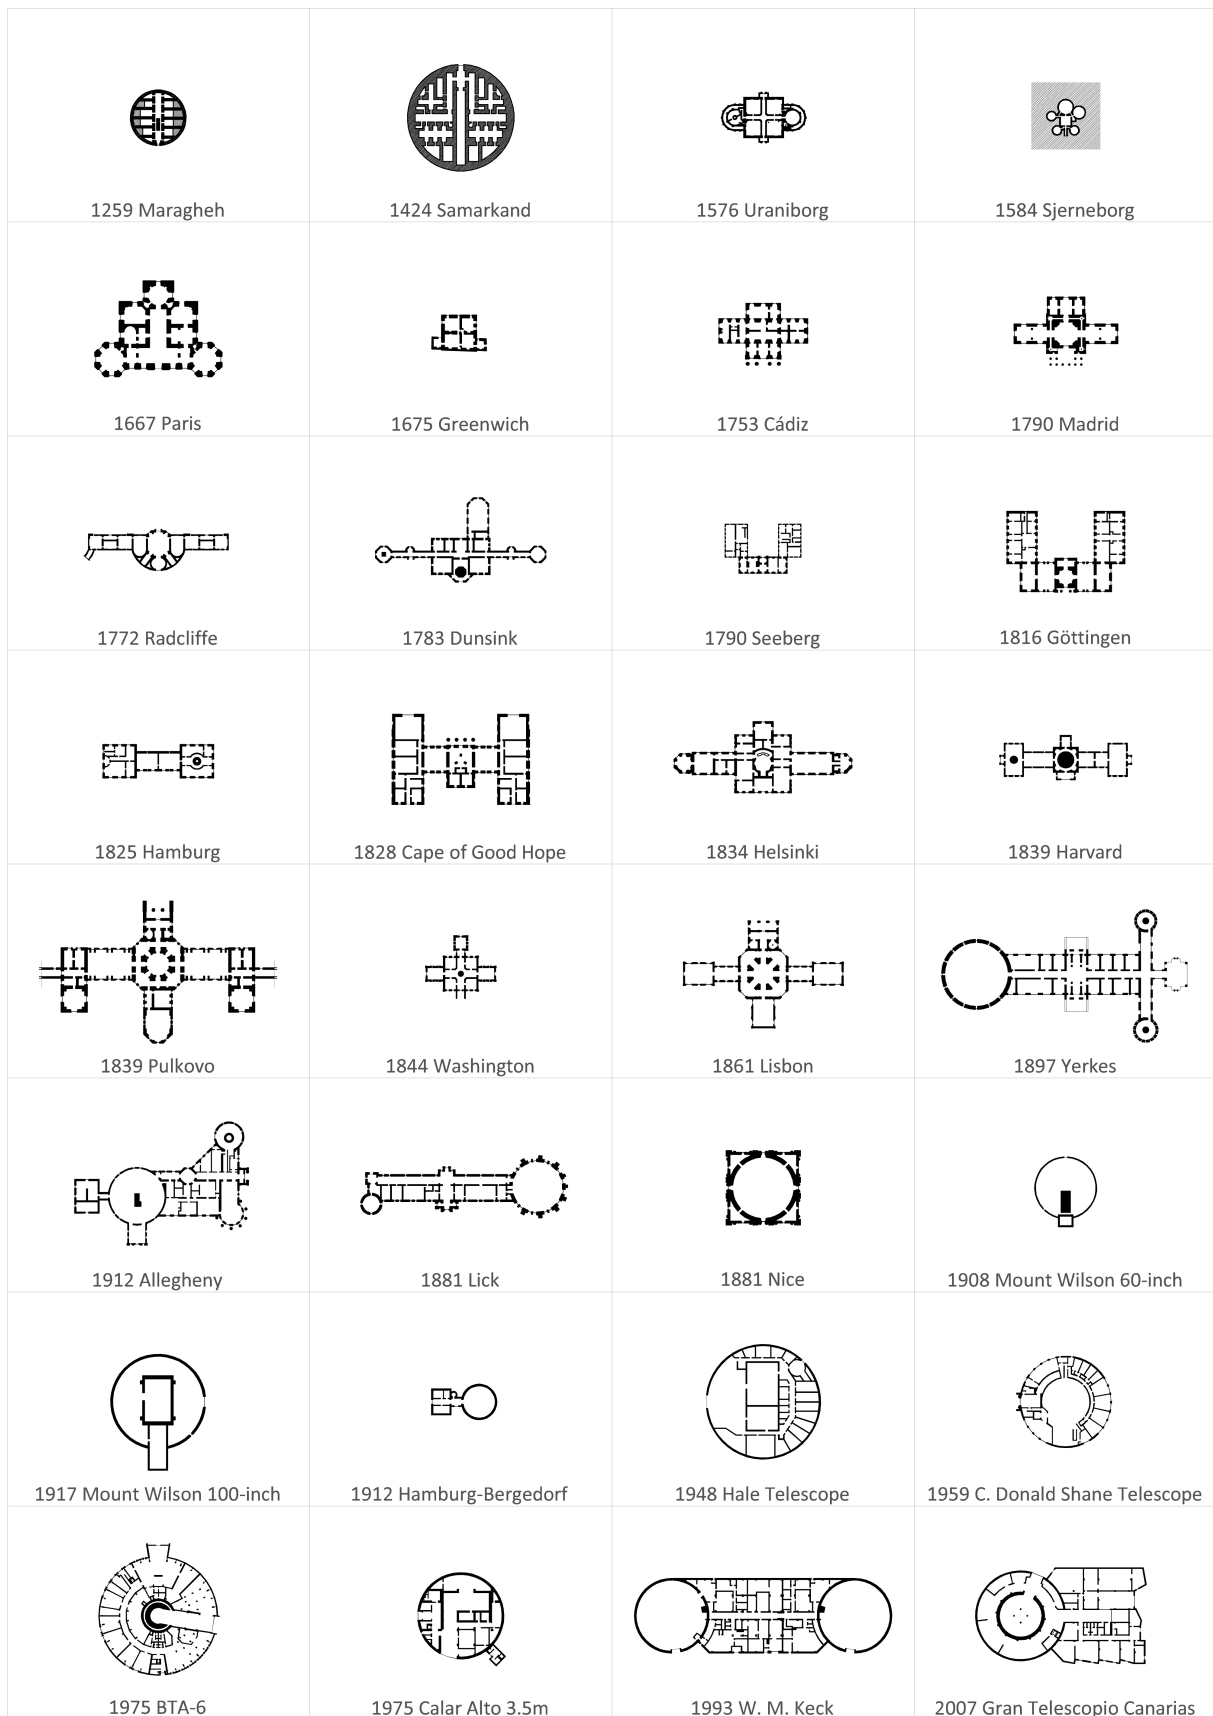 1259 Maragheh
1424 Samarkand
1576 Uraniborg
1584 Sjerneborg
1667 Paris
1675 Greenwich
1753 Cádiz
1790 Madrid
1772 Radcliffe
1783 Dunsink
1790 Seeberg
1816 Göttingen
1825 Hamburg
1828 Cape of Good Hope
1834 Helsinki
1839 Harvard
1839 Pulkovo
1844 Washington
1861 Lisbon
1897 Yerkes
1912 Allegheny
1881 Lick
1881 Nice
1908 Mount Wilson 60-inch
1917 Mount Wilson 100-inch
1912 Hamburg-Bergedorf
1948 Hale Telescope
1959 C. Donald Shane Telescope
1975 BTA-6
1975 Calar Alto 3.5m
1993 W. M. Keck
2007 Gran Telescopio Canarias